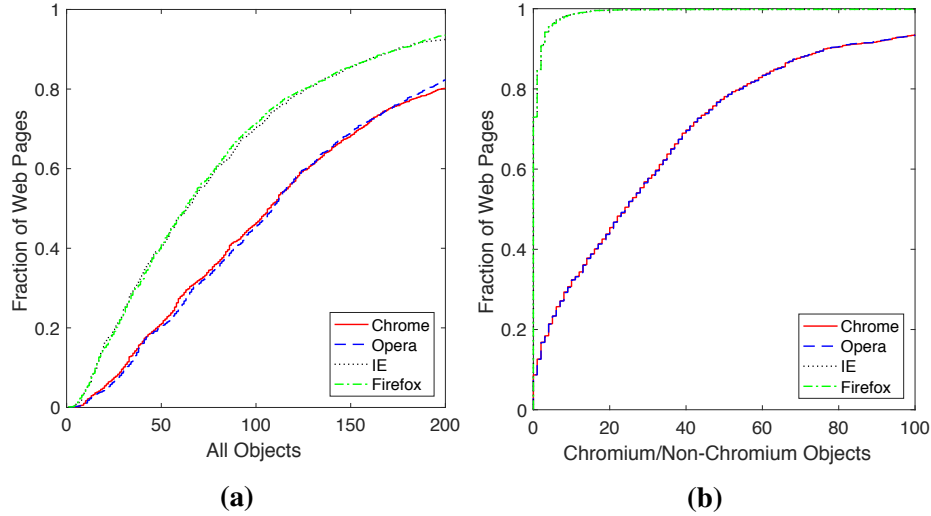 1
0.8
0.6
0.4
0.2
0
Fraction of Web Pages
0 50 100 150 200
All Objects
Chrome
Opera
IE
Firefox
(a)
1
0.8
0.6
0.4
0.2
0
Fraction of Web Pages
0 20 40 60 80 100
Chromium/Non-Chromium Objects
Chrome
Opera
IE
Firefox
(b)